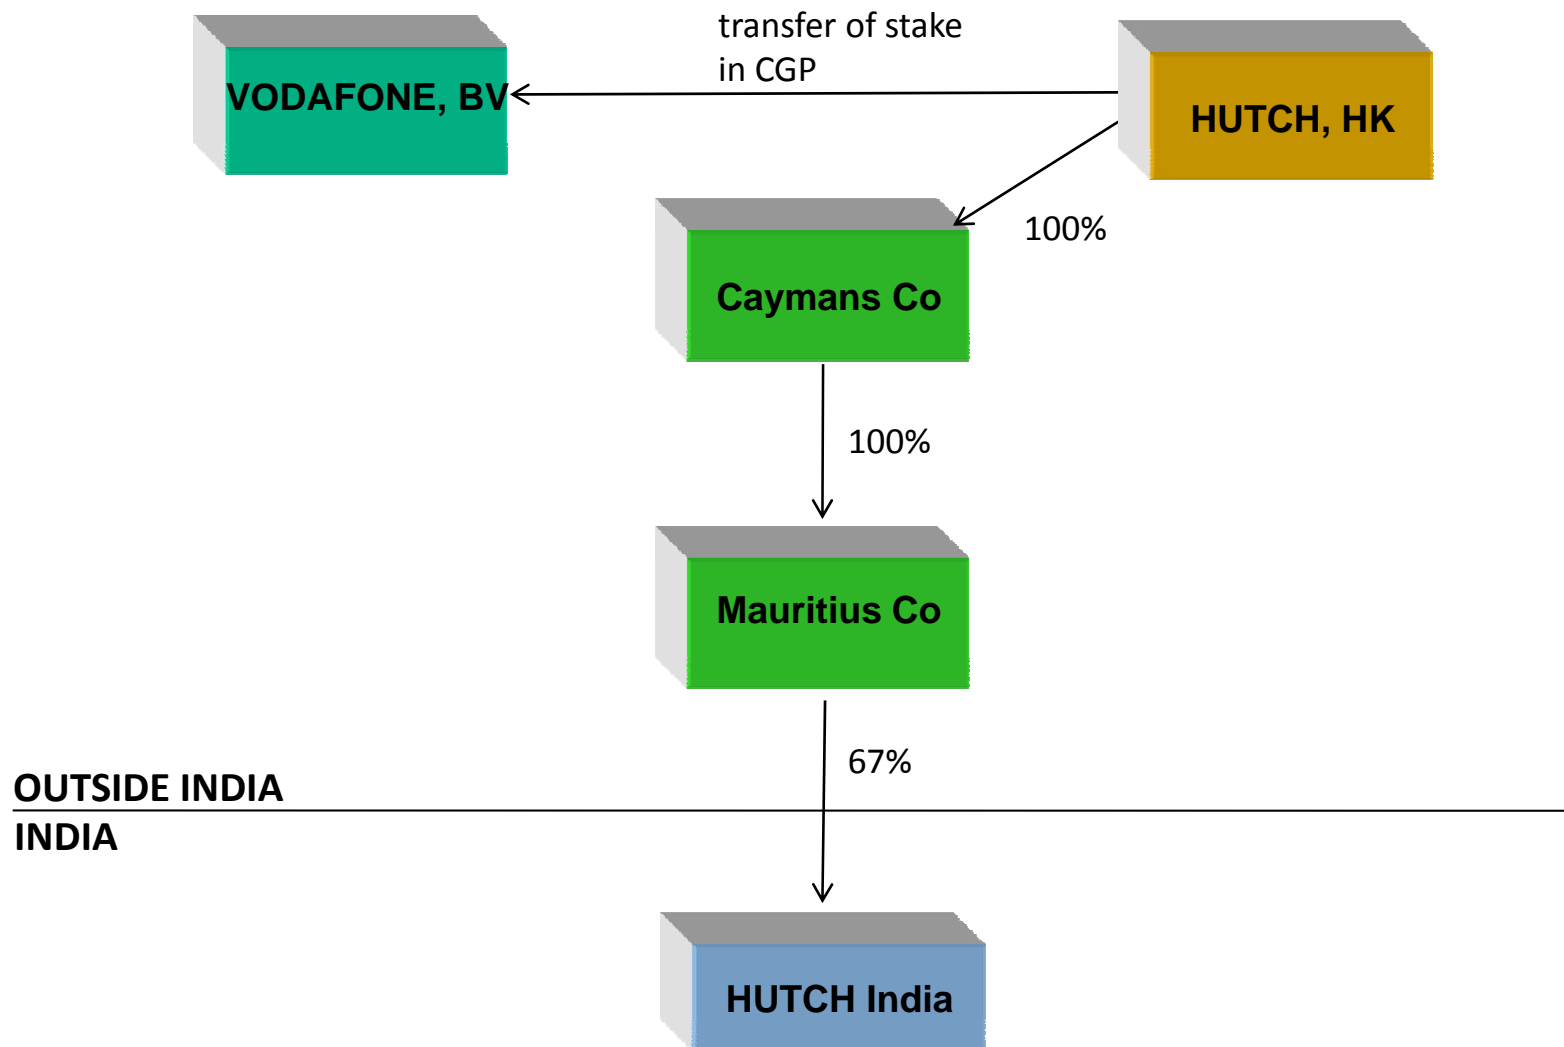 transfer of stake
in CGP
VODAFONE, BV
HUTCH, HK
100%
Caymans Co
100%
Mauritius Co
67%
OUTSIDE INDIA
INDIA
HUTCH India